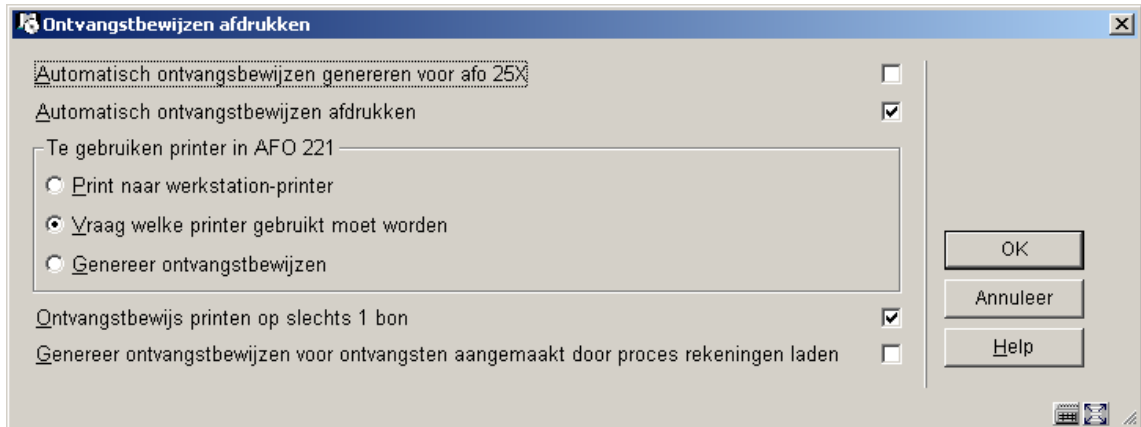 Ontvangstbewijzen afdrukken
Automatisch ontvangsbewijzen genereren voor afo 25X
Automatisch ontvangstbewijzen afdrukken
Te gebruiken printer in AFO 221
Print naar werkstation-printer
Vraag welke printer gebruikt moet worden
Genereer ontvangstbewijzen
OK
Annuleer
Ontvangstbewijs printen op slechts 1 bon
Help
Genereer ontvangstbewijzen voor ontvangsten aangemaakt door proces rekeningen laden